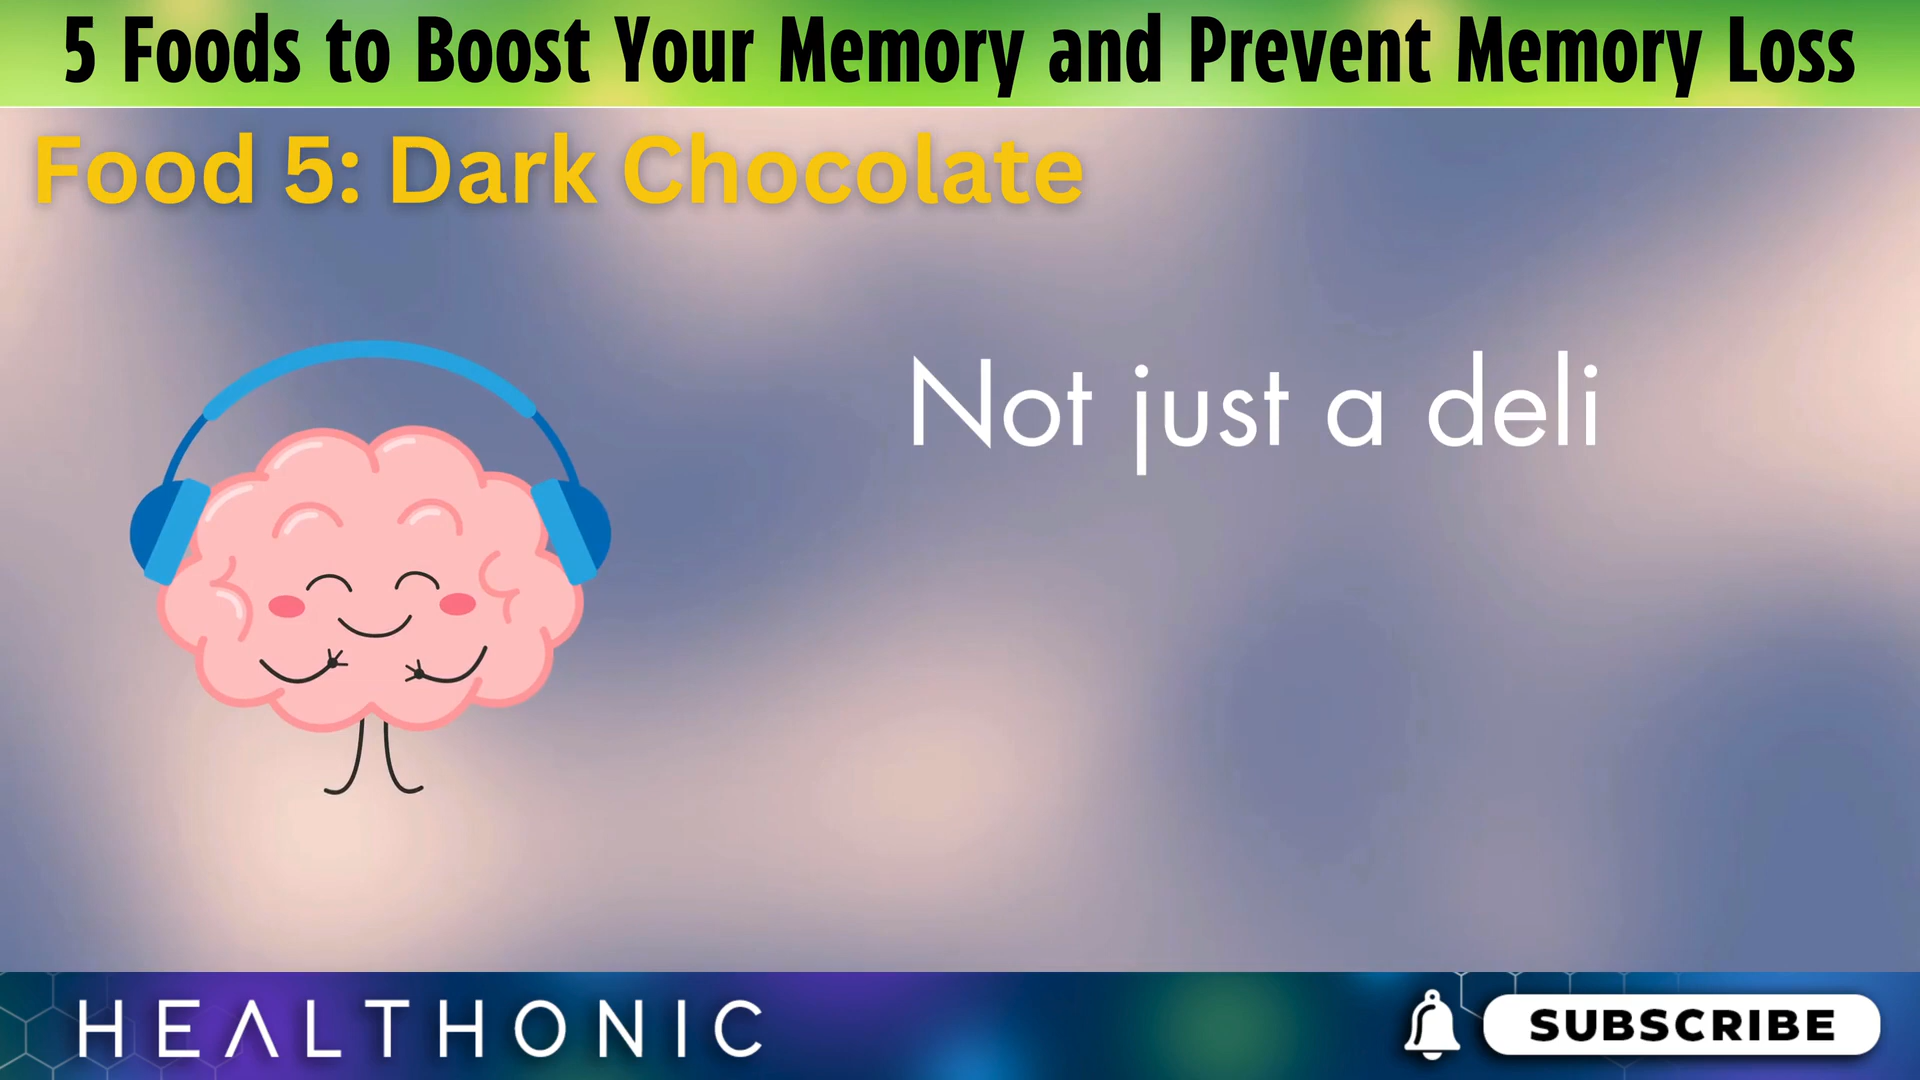 5 Foods to Boost Your Memory and Prevent Memory Loss
Food 5: Dark Chocolate
Not just a deli
HEALTHONIC
SUBSCRIBE